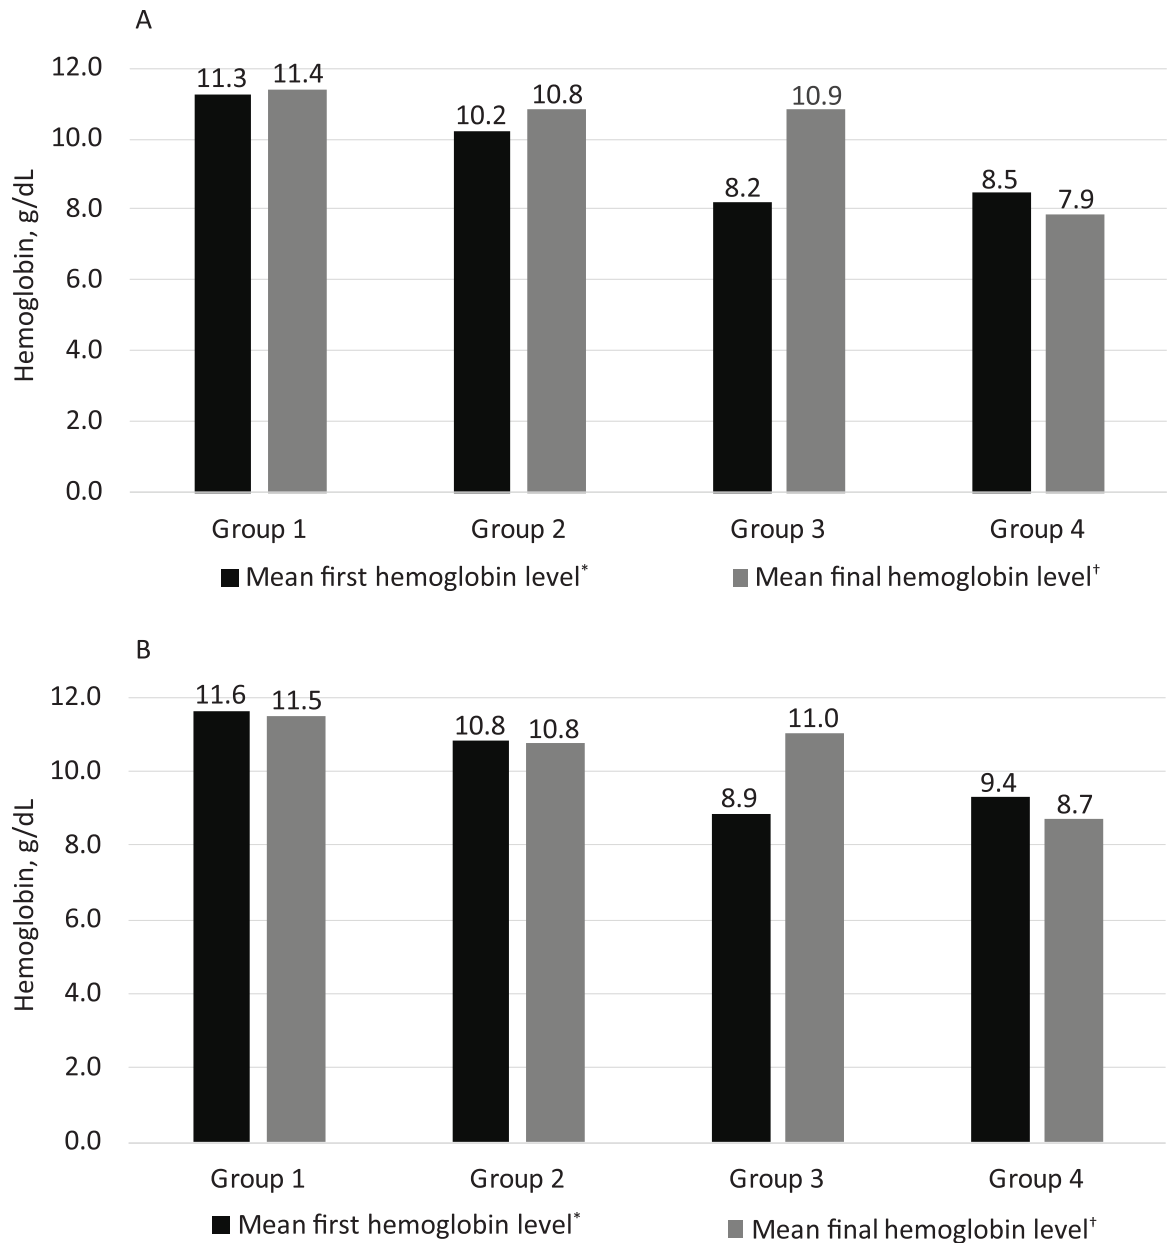 A
Hemoglobin, g/dL
12.0
10.0
8.0
6.0
4.0
2.0
0.0
11.3 11.4
10.2 10.8
8.2 10.9
8.5 7.9
Group 1 Group 2 Group 3 Group 4
Mean first hemoglobin level* Mean final hemoglobin level†
B
Hemoglobin, g/dL
12.0
10.0
8.0
6.0
4.0
2.0
0.0
11.6 11.5
10.8 10.8
8.9 11.0
9.4 8.7
Group 1 Group 2 Group 3 Group 4
Mean first hemoglobin level* Mean final hemoglobin level†